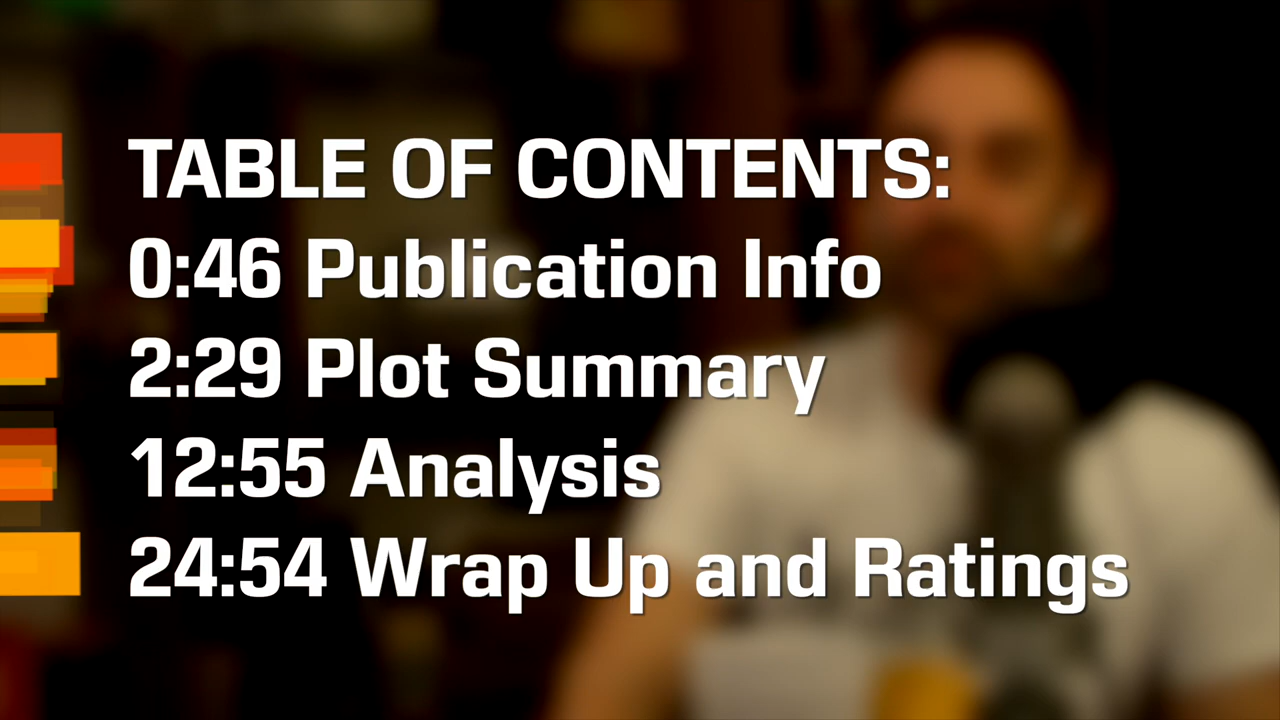 TABLE OF CONTENTS:
0:46 Publication Info
2:29 Plot Summary
12:55 Analysis
24:54 Wrap Up and Ratings